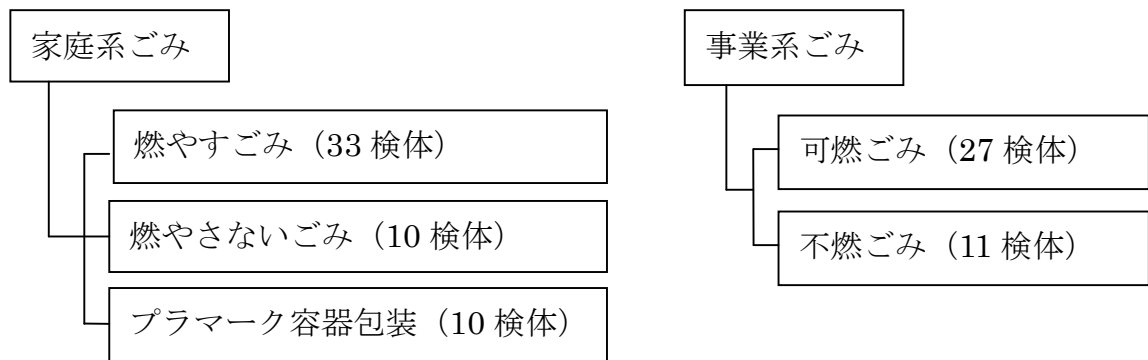 家庭系ごみ
燃やすごみ（33 検体）
燃やさないごみ（10 検体）
プラマーク容器包装（10 検体）
事業系ごみ
可燃ごみ（27 検体）
不燃ごみ（11 検体）